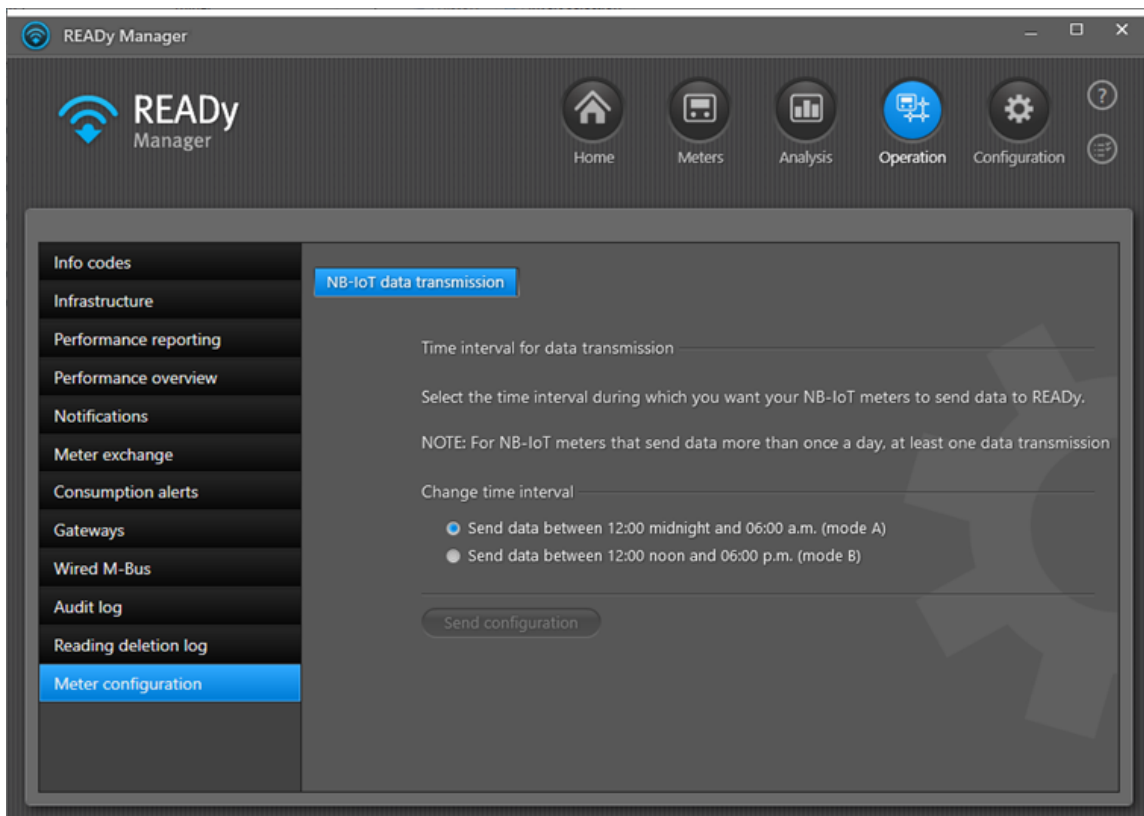 READy Manager
READy
Manager
Home
Meters
Analysis
Operation
Configuration
?
Info codes
Infrastructure
Performance reporting
Performance overview
Notifications
Meter exchange
Consumption alerts
Gateways
Wired M-Bus
Audit log
Reading deletion log
Meter configuration
NB-IoT data transmission
Time interval for data transmission
Select the time interval during which you want your NB-IoT meters to send data to READy.
NOTE: For NB-IoT meters that send data more than once a day, at least one data transmission
Change time interval
Send data between 12:00 midnight and 06:00 a.m. (mode A)
Send data between 12:00 noon and 06:00 p.m. (mode B)
Send configuration